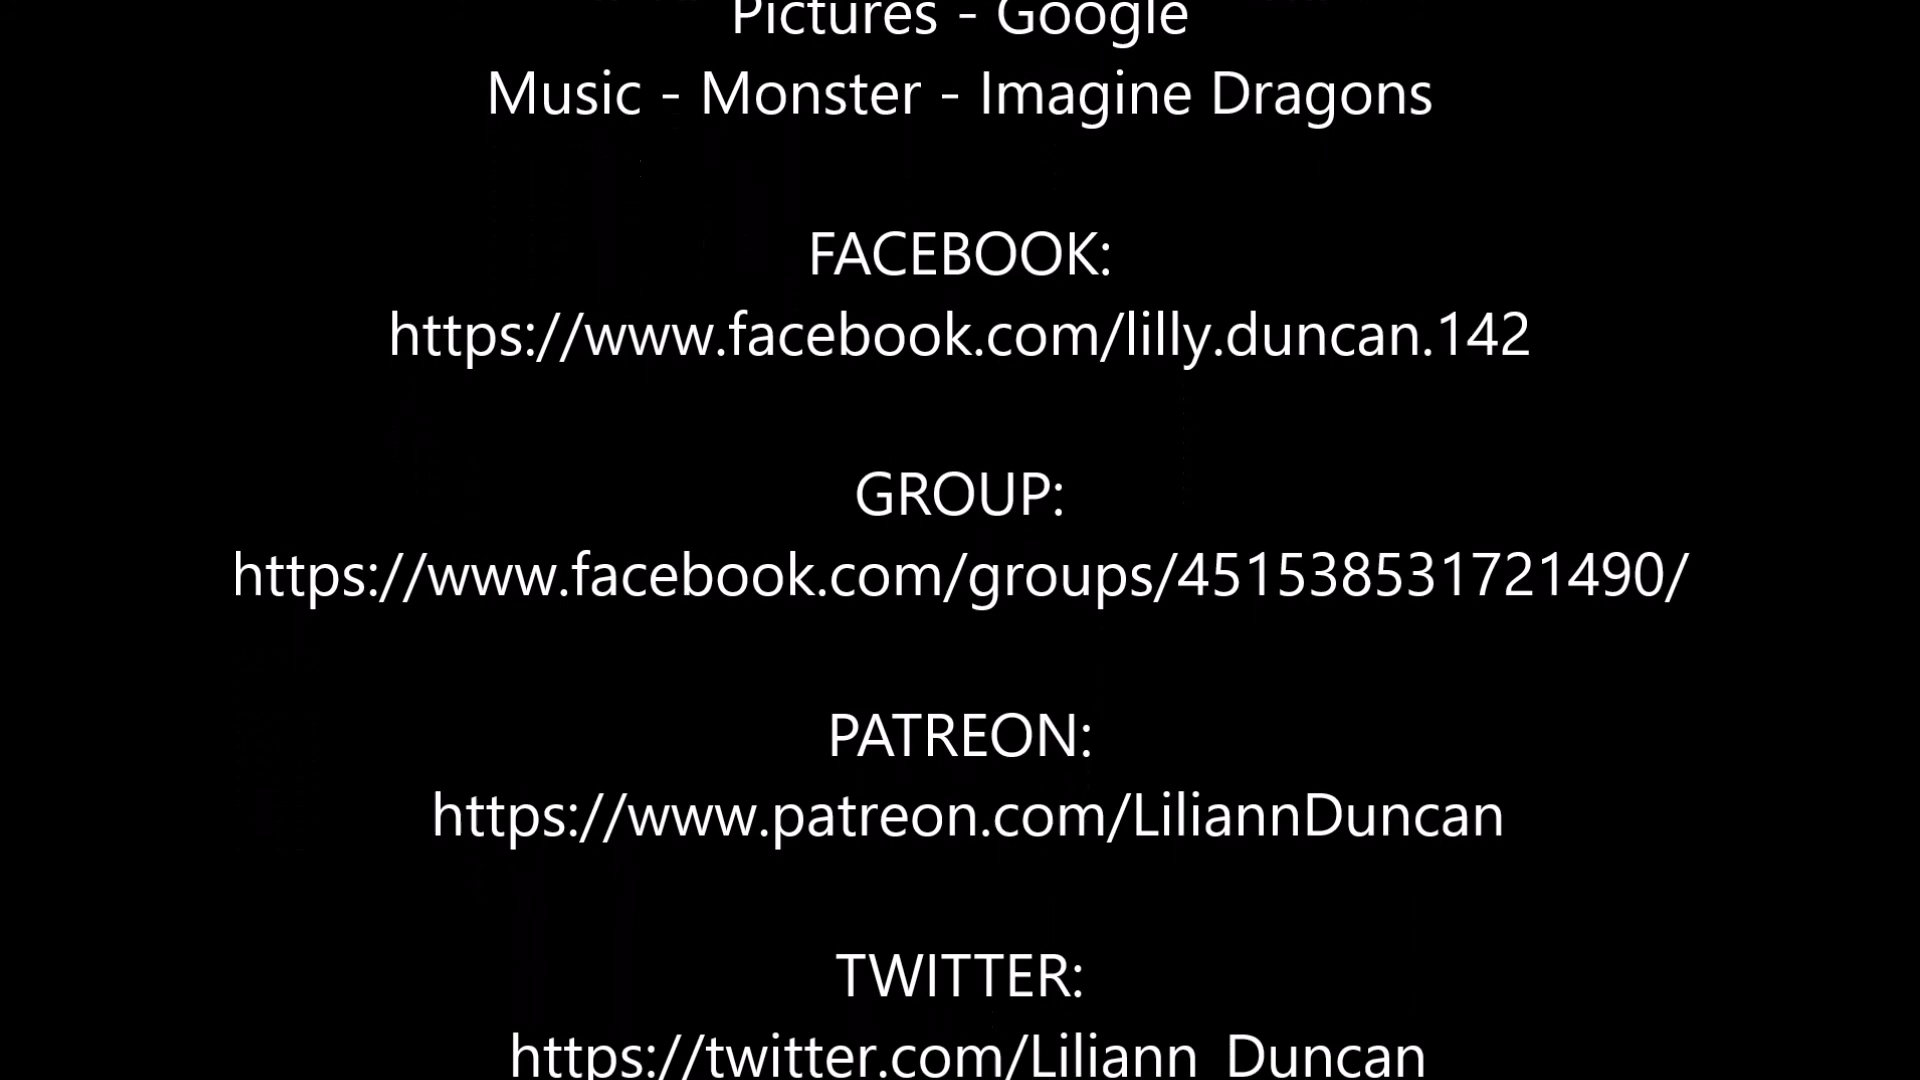 Pictures - Google
Music - Monster - Imagine Dragons
FACEBOOK:
https://www.facebook.com/lilly.duncan.142
GROUP:
https://www.facebook.com/groups/451538531721490/
PATREON:
https://www.patreon.com/LiliannDuncan
TWITTER:
https://twitter.com/Liliann_Duncan